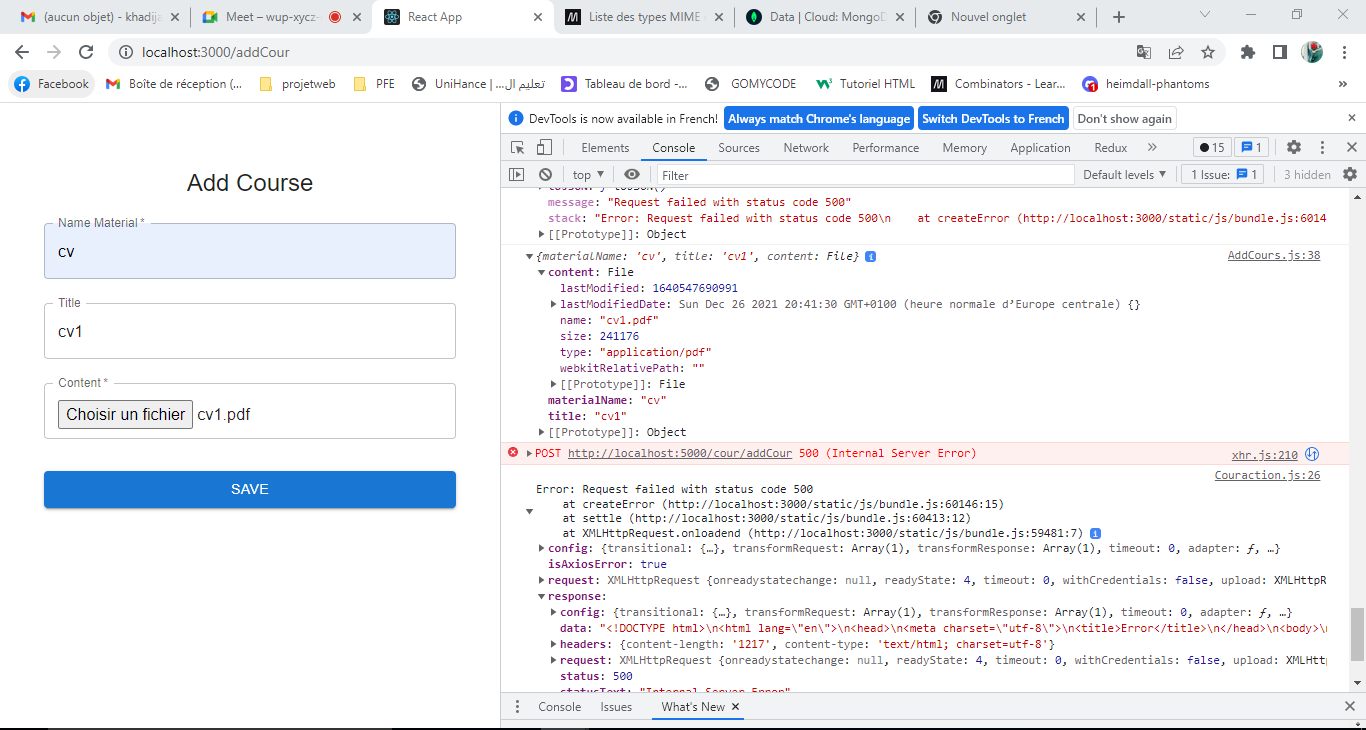 (aucun objet) - khadija
Meet – wup-xycz-
React App
Liste des types MIME
Data | Cloud: MongoD
Nouvel onglet
localhost:3000/addCour
Facebook
Boîte de réception (...
projetweb
PFE
UniHance |...تعليم ال
Tableau de bord -...
GOMYCODE
Tutoriel HTML
Combinators - Lear...
heimdall-phantoms
»
DevTools is now available in French!
Always match Chrome's language
Switch DevTools to French
Don't show again
Elements
Console
Sources
Network
Performance
Memory
Application
Redux
»
15
1
top
Filter
Default levels
1 Issue:
1
3 hidden
message: "Request failed with status code 500"
stack: "Error: Request failed with status code 500\n    at createError (http://localhost:3000/static/js/bundle.js:6014
[[Prototype]]: Object
{materialName: 'cv', title: 'cv1', content: File}
AddCours.js:38
content: File
lastModified: 1640547690991
lastModifiedDate: Sun Dec 26 2021 20:41:30 GMT+0100 (heure normale d’Europe centrale) {}
name: "cv1.pdf"
size: 241176
type: "application/pdf"
webkitRelativePath: ""
[[Prototype]]: File
materialName: "cv"
title: "cv1"
[[Prototype]]: Object
POST http://localhost:5000/cour/addCour 500 (Internal Server Error)
xhr.js:210
Couraction.js:26
Error: Request failed with status code 500
at createError (http://localhost:3000/static/js/bundle.js:60146:15)
at settle (http://localhost:3000/static/js/bundle.js:60413:12)
at XMLHttpRequest.onloadend (http://localhost:3000/static/js/bundle.js:59481:7)
config: {transitional: {…}, transformRequest: Array(1), transformResponse: Array(1), timeout: 0, adapter: ƒ, …}
isAxiosError: true
request: XMLHttpRequest {onreadystatechange: null, readyState: 4, timeout: 0, withCredentials: false, upload: XMLHttpR
response:
config: {transitional: {…}, transformRequest: Array(1), transformResponse: Array(1), timeout: 0, adapter: ƒ, …}
data: "<!DOCTYPE html>\n<html lang=\"en\">\n<head>\n<meta charset=\"utf-8\">\n<title>Error</title>\n</head>\n<body>\n
headers: {content-length: '1217', content-type: 'text/html; charset=utf-8'}
request: XMLHttpRequest {onreadystatechange: null, readyState: 4, timeout: 0, withCredentials: false, upload: XMLHttp
status: 500
statusText: "Internal Server Error"
Console
Issues
What's New
Add Course
Name Material *
cv
Title
cv1
Content *
Choisir un fichier
cv1.pdf
SAVE